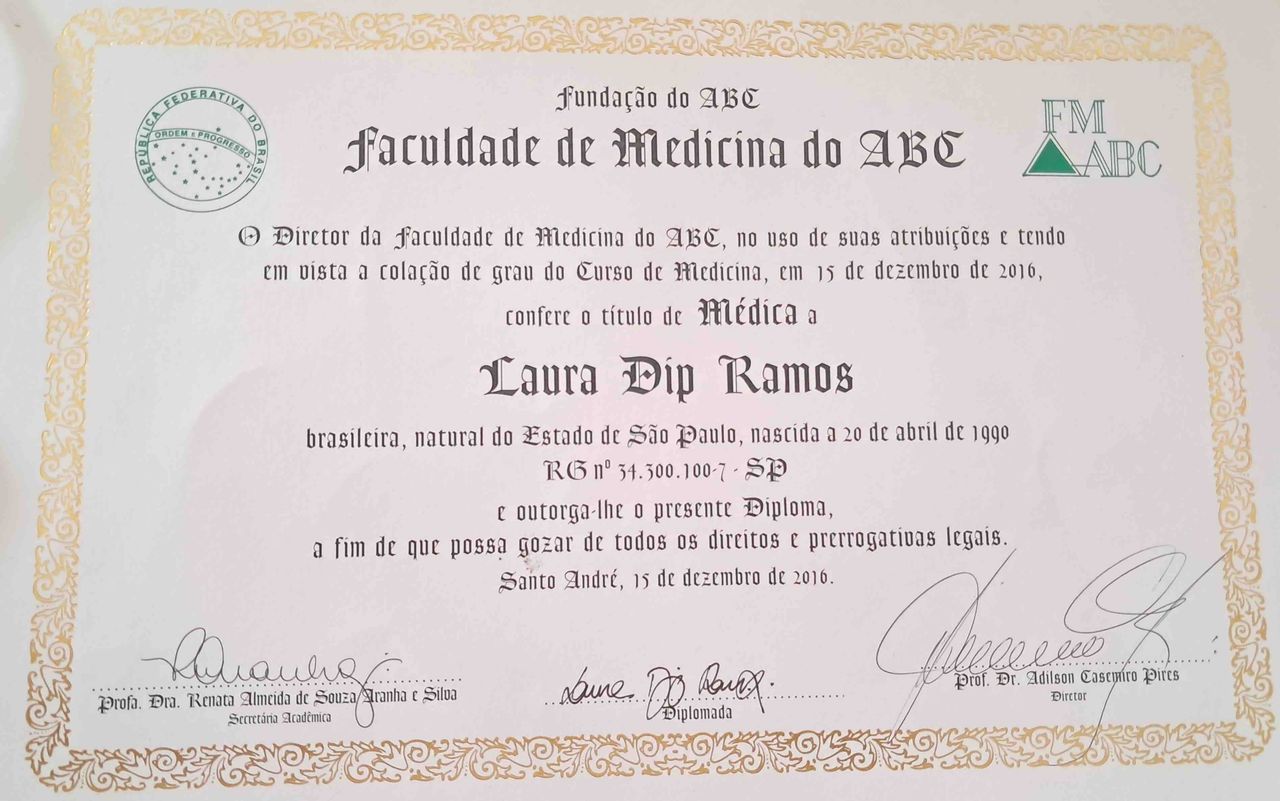 REPÚBLICA FEDERATIVA DO BRASIL
ORDEM E PROGRESSO
Fundação do ABC
Faculdade de Medicina do ABC
FM
ABC
O Diretor da Faculdade de Medicina do ABC, no uso de suas atribuições e tendo
em vista a colação de grau do Curso de Medicina, em 15 de dezembro de 2016,
confere o título de Médica a
Laura Dip Ramos
brasileira, natural do Estado de São Paulo, nascida a 20 de abril de 1990
RG nº 34.300.100-7 - SP
e outorga-lhe o presente Diploma,
a fim de que possa gozar de todos os direitos e prerrogativas legais.
Santo André, 15 de dezembro de 2016.
Profa. Dra. Renata Almeida de Souza Aranha e Silva
Secretária Acadêmica
Laura Dip Ramos
Diplomada
Prof. Dr. Adilson Casemiro Pires
Diretor